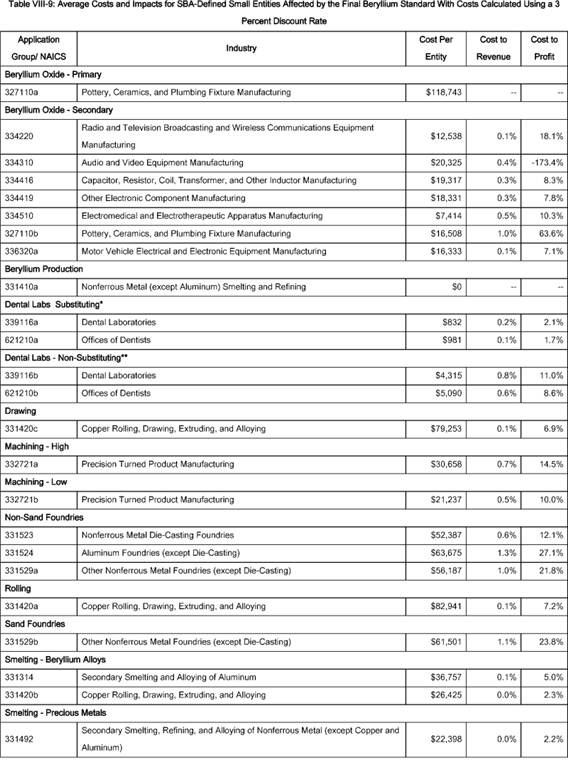 Table VIII-9: Average Costs and Impacts for SBA-Defined Small Entities Affected by the Final Beryllium Standard With Costs Calculated Using a 3
Percent Discount Rate
Application Group/ NAICS Industry Cost Per Entity Cost to Revenue Cost to Profit
Beryllium Oxide - Primary
327110a Pottery, Ceramics, and Plumbing Fixture Manufacturing $118,743 -- --
Beryllium Oxide - Secondary
334220 Radio and Television Broadcasting and Wireless Communications Equipment
Manufacturing $12,538 0.1% 18.1%
334310 Audio and Video Equipment Manufacturing $20,325 0.4% -173.4%
334416 Capacitor, Resistor, Coil, Transformer, and Other Inductor Manufacturing $19,317 0.3% 8.3%
334419 Other Electronic Component Manufacturing $18,331 0.3% 7.8%
334510 Electromedical and Electrotherapeutic Apparatus Manufacturing $7,414 0.5% 10.3%
327110b Pottery, Ceramics, and Plumbing Fixture Manufacturing $16,508 1.0% 63.6%
336320a Motor Vehicle Electrical and Electronic Equipment Manufacturing $16,333 0.1% 7.1%
Beryllium Production
331410a Nonferrous Metal (except Aluminum) Smelting and Refining $0 -- --
Dental Labs Substituting*
339116a Dental Laboratories $832 0.2% 2.1%
621210a Offices of Dentists $981 0.1% 1.7%
Dental Labs - Non-Substituting**
339116b Dental Laboratories $4,315 0.8% 11.0%
621210b Offices of Dentists $5,090 0.6% 8.6%
Drawing
331420c Copper Rolling, Drawing, Extruding, and Alloying $79,253 0.1% 6.9%
Machining - High
332721a Precision Turned Product Manufacturing $30,658 0.7% 14.5%
Machining - Low
332721b Precision Turned Product Manufacturing $21,237 0.5% 10.0%
Non-Sand Foundries
331523 Nonferrous Metal Die-Casting Foundries $52,387 0.6% 12.1%
331524 Aluminum Foundries (except Die-Casting) $63,675 1.3% 27.1%
331529a Other Nonferrous Metal Foundries (except Die-Casting) $56,187 1.0% 21.8%
Rolling
331420a Copper Rolling, Drawing, Extruding, and Alloying $82,941 0.1% 7.2%
Sand Foundries
331529b Other Nonferrous Metal Foundries (except Die-Casting) $61,501 1.1% 23.8%
Smelting - Beryllium Alloys
331314 Secondary Smelting and Alloying of Aluminum $36,757 0.1% 5.0%
331420b Copper Rolling, Drawing, Extruding, and Alloying $26,425 0.0% 2.3%
Smelting - Precious Metals
331492 Secondary Smelting, Refining, and Alloying of Nonferrous Metal (except Copper and
Aluminum) $22,398 0.0% 2.2%